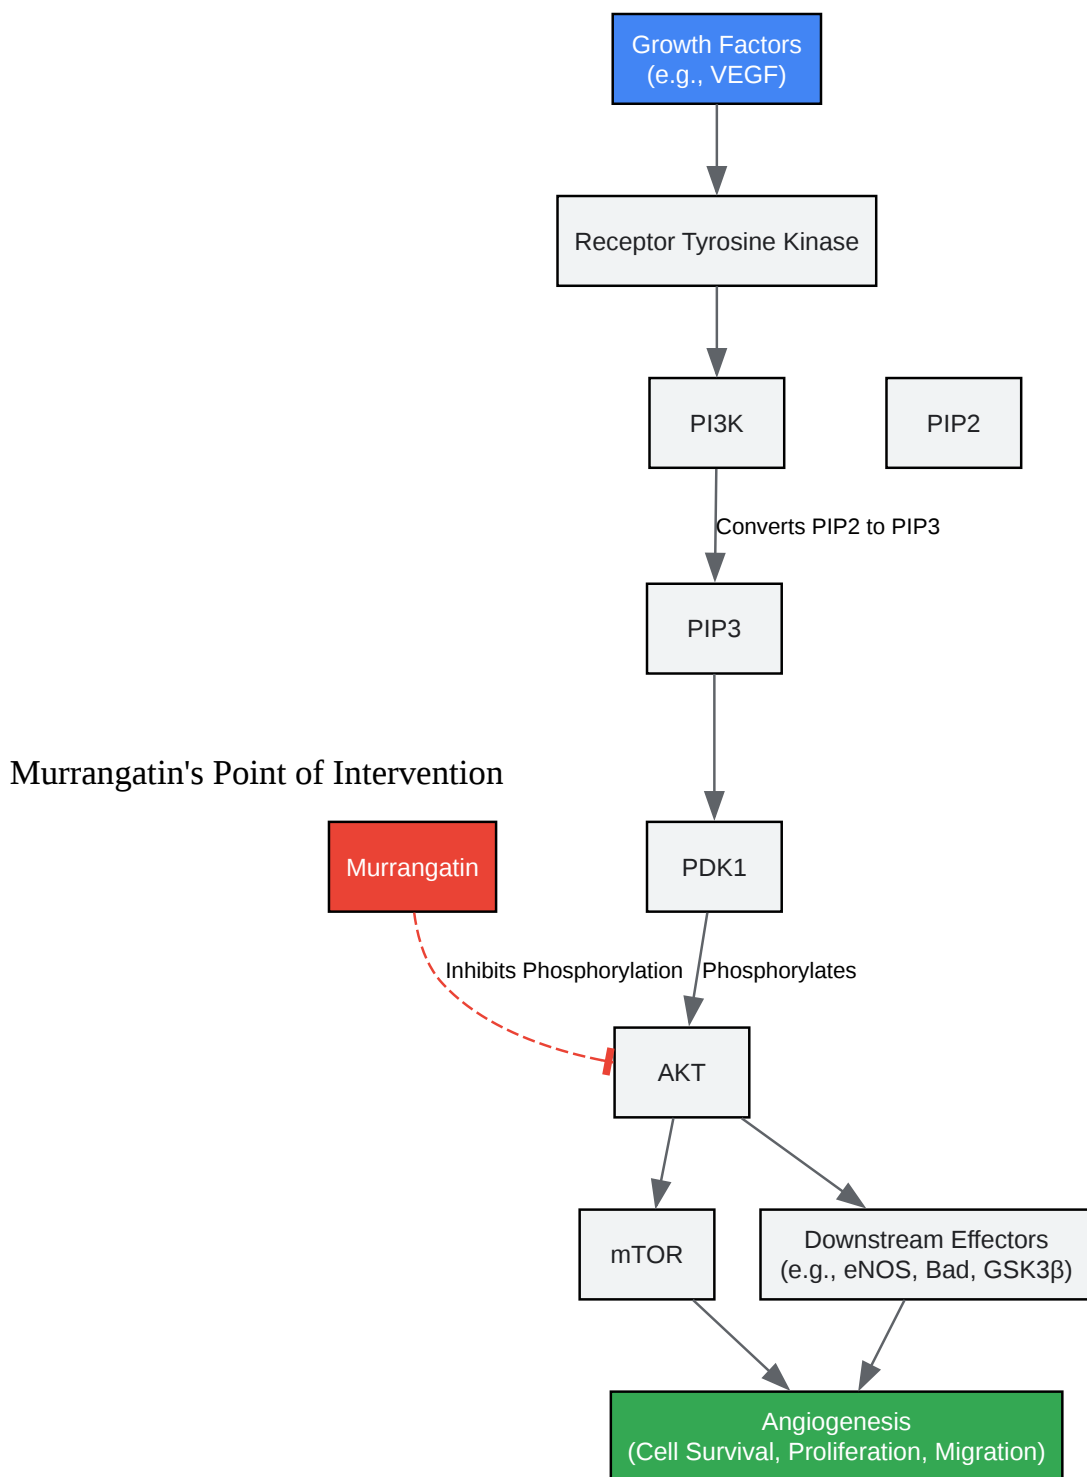 Growth Factors
(e.g., VEGF)
Receptor Tyrosine Kinase
PI3K
PIP2
Converts PIP2 to PIP3
PIP3
Murrangatin's Point of Intervention
Murrangatin
PDK1
Inhibits Phosphorylation
Phosphorylates
AKT
mTOR
Downstream Effectors
(e.g., eNOS, Bad, GSK3β)
Angiogenesis
(Cell Survival, Proliferation, Migration)